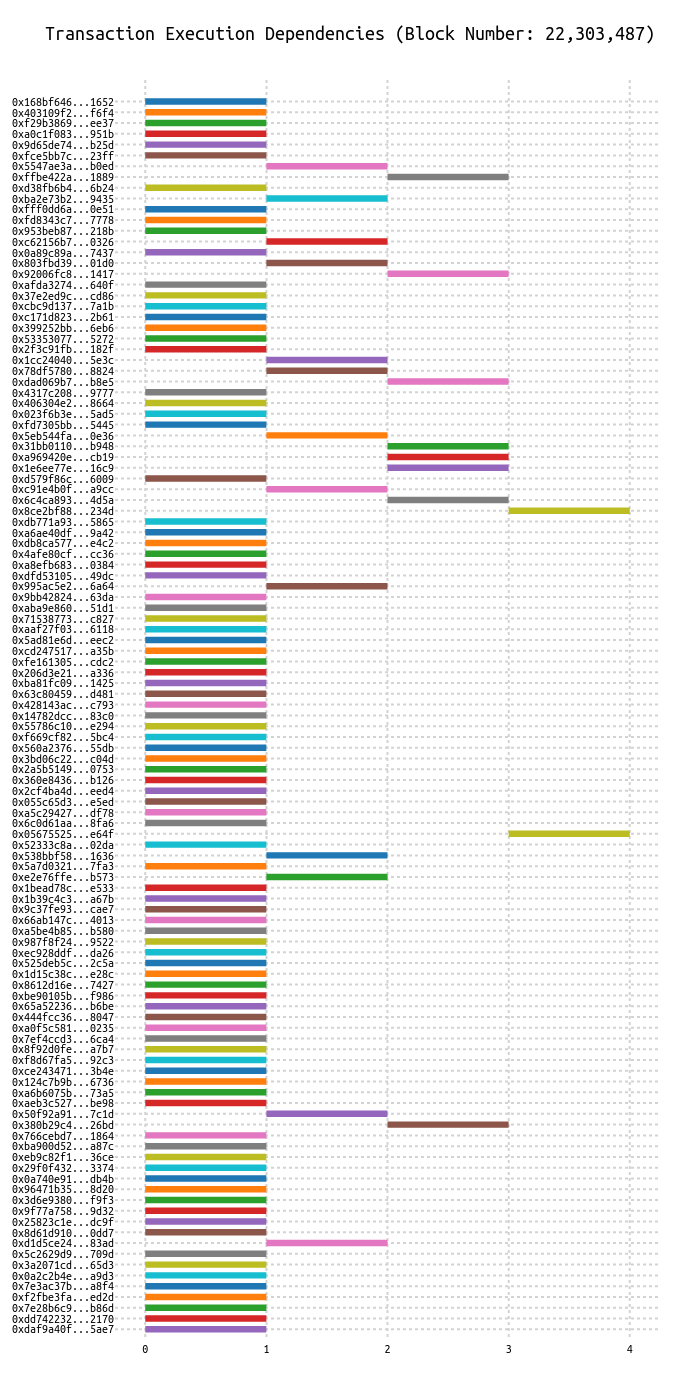 Transaction Execution Dependencies (Block Number: 22,303,487)
0x168bf646...1652
0x403109f2...f6f4
0xf29b3869...ee37
0xa0c1f083...951b
0x9d65de74...b25d
0xfce5bb7c...23ff
0x5547ae3a...b0ed
0xffbe422a...1889
0xd38fb6b4...6b24
0xba2e73b2...9435
0xfff0dd6a...0e51
0xfd8343c7...7778
0x953beb87...218b
0xc62156b7...0326
0x0a89c89a...7437
0x803fbd39...01d0
0x92006fc8...1417
0xafda3274...640f
0x37e2ed9c...cd86
0xcbc9d137...7a1b
0xc171d823...2b61
0x399252bb...6eb6
0x53353077...5272
0x2f3c91fb...182f
0x1cc24040...5e3c
0x78df5780...8824
0xdad069b7...b8e5
0x4317c208...9777
0x406304e2...8664
0x023f6b3e...5ad5
0xfd7305bb...5445
0x5eb544fa...0e36
0x31bb0110...b948
0xa969420e...cb19
0x1e6ee77e...16c9
0xd579f86c...6009
0xc91e4b0f...a9cc
0x6c4ca893...4d5a
0x8ce2bf88...234d
0xdb771a93...5865
0xa6ae40df...9a42
0xdb8ca577...e4c2
0x4afe80cf...cc36
0xa8efb683...0384
0xdfd53105...49dc
0x995ac5e2...6a64
0x9bb42824...63da
0xaba9e860...51d1
0x71538773...c827
0xaaf27f03...6118
0x5ad81e6d...eec2
0xcd247517...a35b
0xfe161305...cdc2
0x206d3e21...a336
0xba81fc09...1425
0x63c80459...d481
0x428143ac...c793
0x14782dcc...83c0
0x55786c10...e294
0xf669cf82...5bc4
0x560a2376...55db
0x3bd06c22...c04d
0x2a5b5149...0753
0x360e8436...b126
0x2cf4ba4d...eed4
0x055c65d3...e5ed
0xa5c29427...df78
0x6c0d61aa...8fa6
0x05675525...e64f
0x52333c8a...02da
0x538bbf58...1636
0x5a7d0321...7fa3
0xe2e76ffe...b573
0x1bead78c...e533
0x1b39c4c3...a67b
0x9c37fe93...cae7
0x66ab147c...4013
0xa5be4b85...b580
0x987f8f24...9522
0xec928ddf...da26
0x525deb5c...2c5a
0x1d15c38c...e28c
0x8612d16e...7427
0xbe90105b...f986
0x65a52236...b6be
0x444fcc36...8047
0xa0f5c581...0235
0x7ef4ccd3...6ca4
0x8f92d0fe...a7b7
0xf8d67fa5...92c3
0xce243471...3b4e
0x124c7b9b...6736
0xa6b6075b...73a5
0xaeb3c527...be98
0x50f92a91...7c1d
0x380b29c4...26bd
0x766cebd7...1864
0xba900d52...a87c
0xeb9c82f1...36ce
0x29f0f432...3374
0x0a740e91...db4b
0x96471b35...8d20
0x3d6e9380...f9f3
0x9f77a758...9d32
0x25823c1e...dc9f
0x8d61d910...0dd7
0xd1d5ce24...83ad
0x5c2629d9...709d
0x3a2071cd...65d3
0x0a2c2b4e...a9d3
0x7e3ac37b...a8f4
0xf2fbe3fa...ed2d
0x7e28b6c9...b86d
0xdd742232...2170
0xdaf9a40f...5ae7
0 1 2 3 4